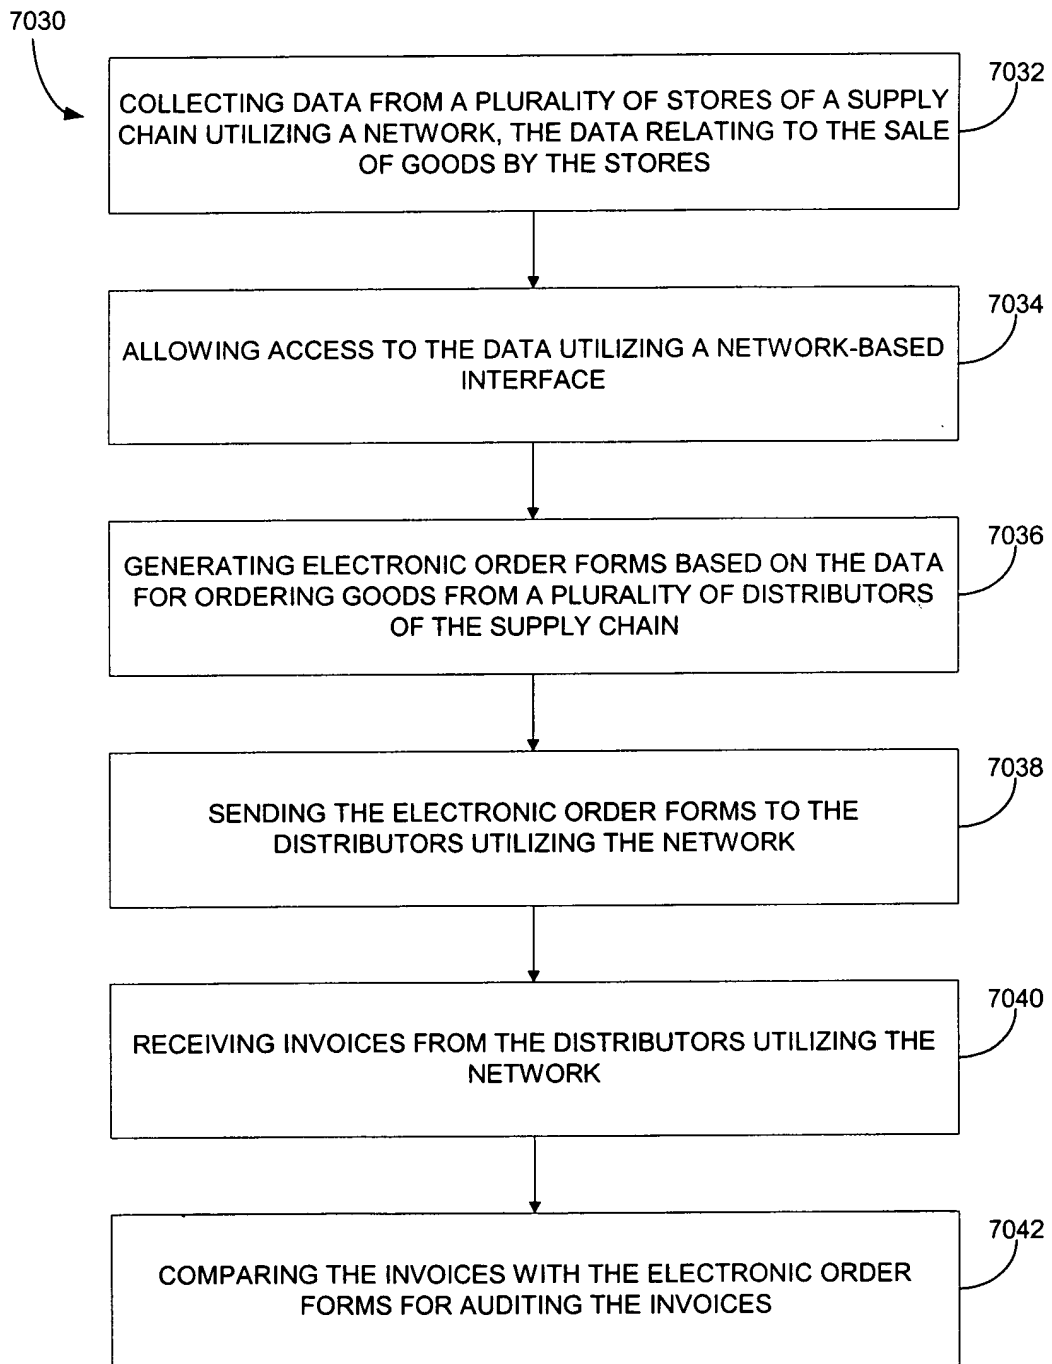 7030
7032
COLLECTING DATA FROM A PLURALITY OF STORES OF A SUPPLY
CHAIN UTILIZING A NETWORK, THE DATA RELATING TO THE SALE
OF GOODS BY THE STORES
7034
ALLOWING ACCESS TO THE DATA UTILIZING A NETWORK-BASED
INTERFACE
7036
GENERATING ELECTRONIC ORDER FORMS BASED ON THE DATA
FOR ORDERING GOODS FROM A PLURALITY OF DISTRIBUTORS
OF THE SUPPLY CHAIN
7038
SENDING THE ELECTRONIC ORDER FORMS TO THE
DISTRIBUTORS UTILIZING THE NETWORK
7040
RECEIVING INVOICES FROM THE DISTRIBUTORS UTILIZING THE
NETWORK
7042
COMPARING THE INVOICES WITH THE ELECTRONIC ORDER
FORMS FOR AUDITING THE INVOICES